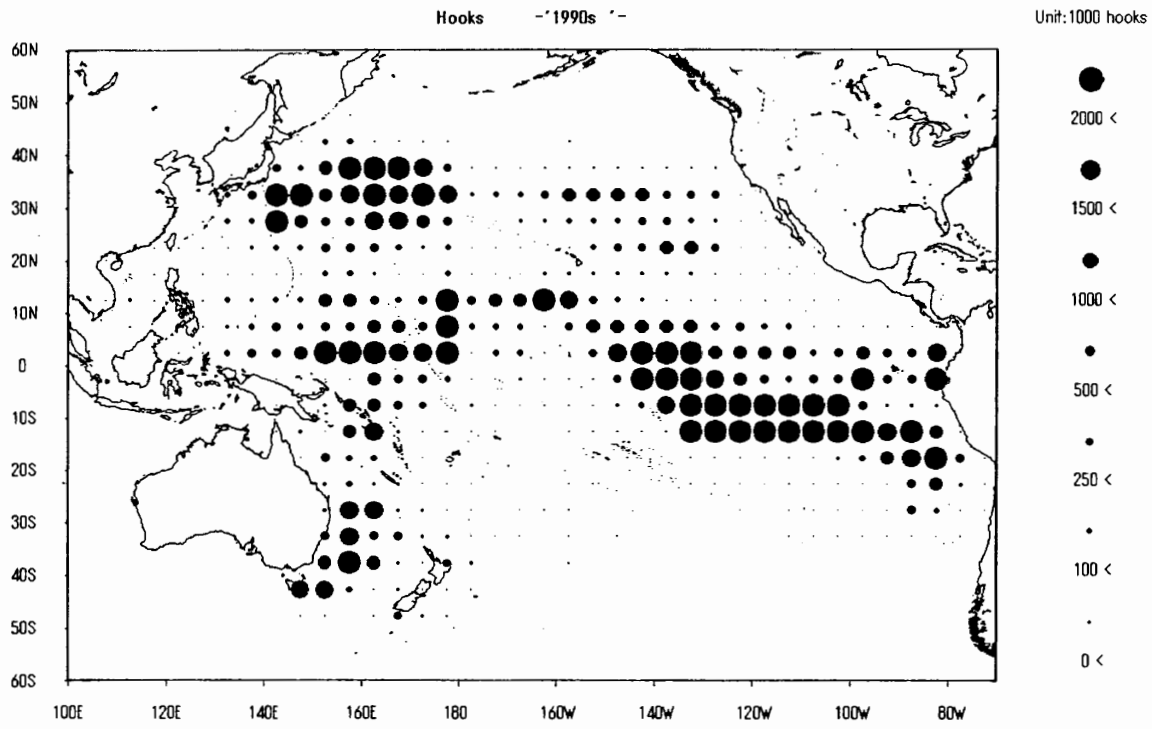 Hooks -'1990s '-
Unit:1000 hooks
60N
50N
40N
30N
20N
10N
0
10S
20S
30S
40S
50S
60S
100E 120E 140E 160E 180 160W 140W 120W 100W 80W
2000 <
1500 <
1000 <
500 <
250 <
100 <
0 <